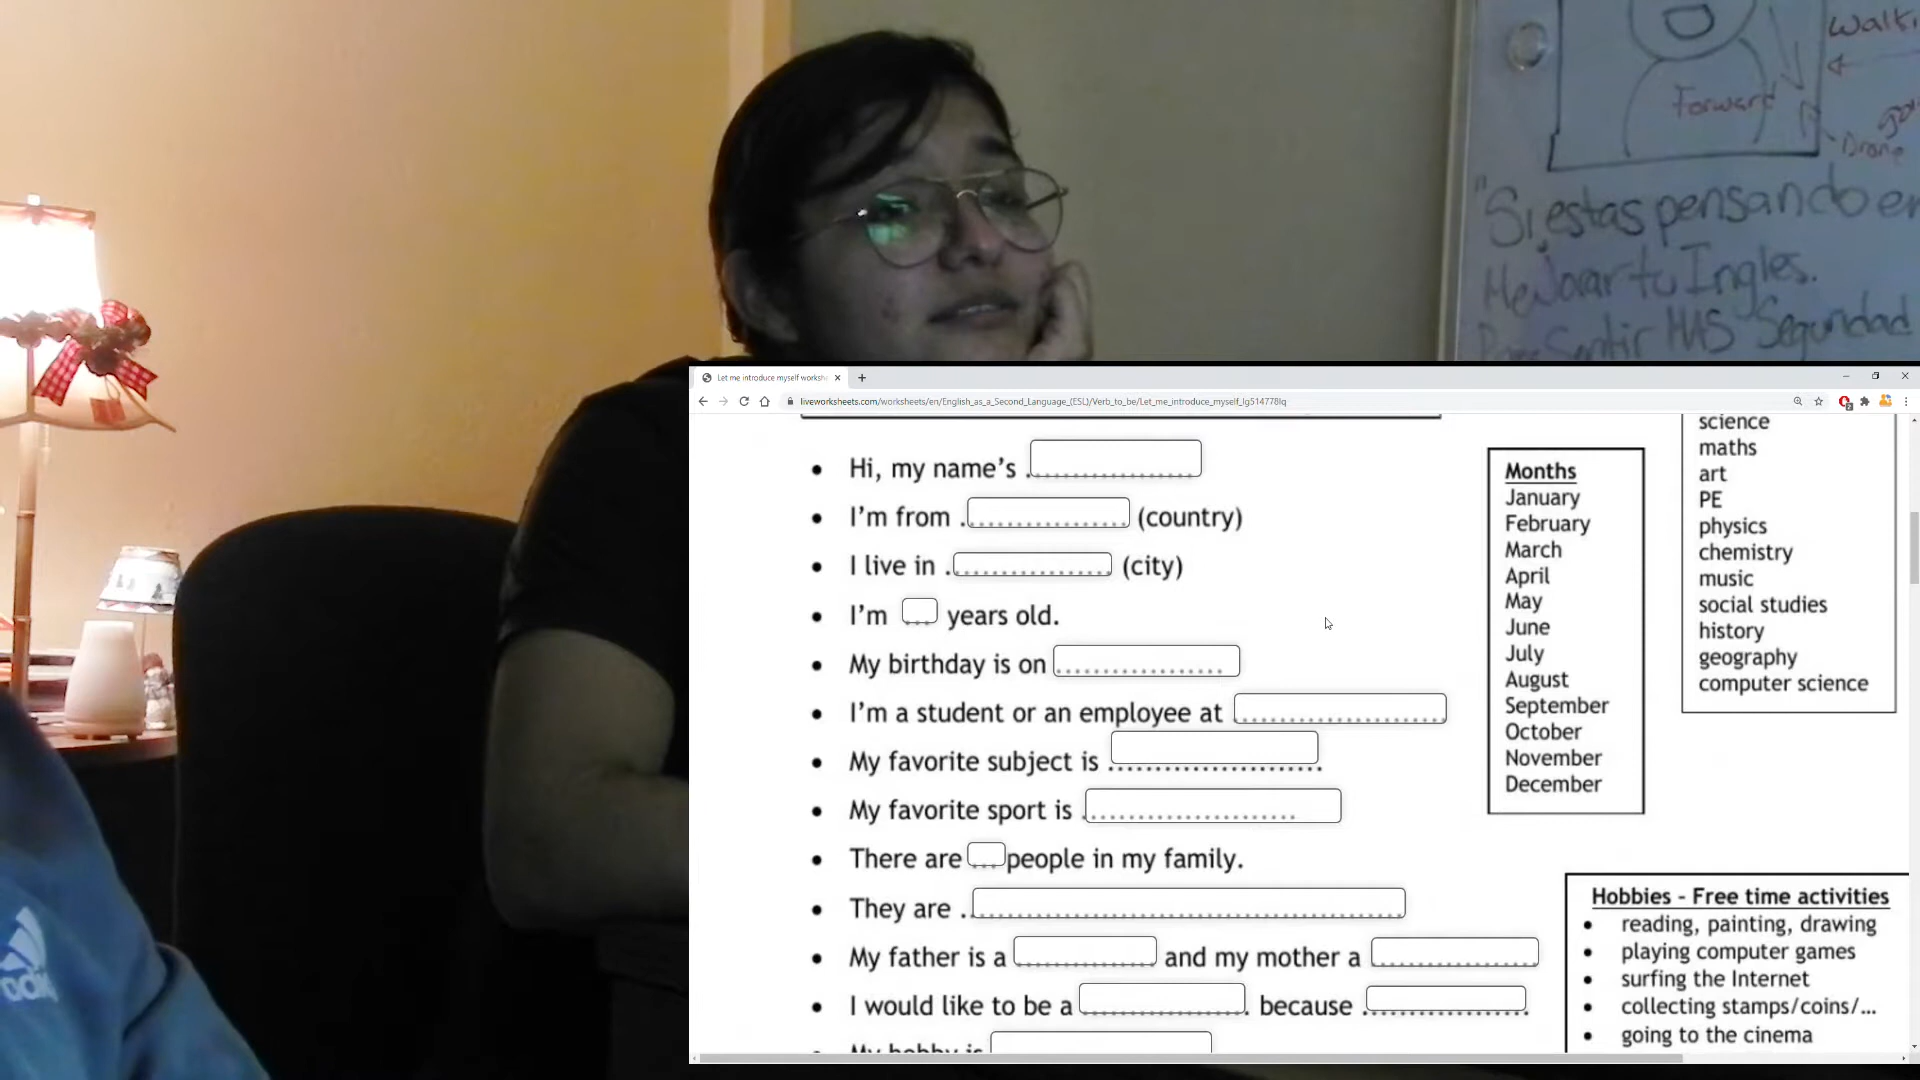 Walk
Forward
Drone
"Si, estas pensando en
Mejorar tu Ingles.
Para Sentir MAS Seguridad
Let me introduce myself worksh
liveworksheets.com/worksheets/en/English_as_a_Second_Language_(ESL)/Verb_to_be/Let_me_introduce_myself_lg514778lq
Hi, my name's
I'm from (country)
I live in (city)
I'm years old.
My birthday is on
I'm a student or an employee at
My favorite subject is
My favorite sport is
There are people in my family.
They are
My father is a and my mother a
I would like to be a because
My hobby is
Months
January
February
March
April
May
June
July
August
September
October
November
December
science
maths
art
PE
physics
chemistry
music
social studies
history
geography
computer science
Hobbies - Free time activities
reading, painting, drawing
playing computer games
surfing the Internet
collecting stamps/coins/...
going to the cinema